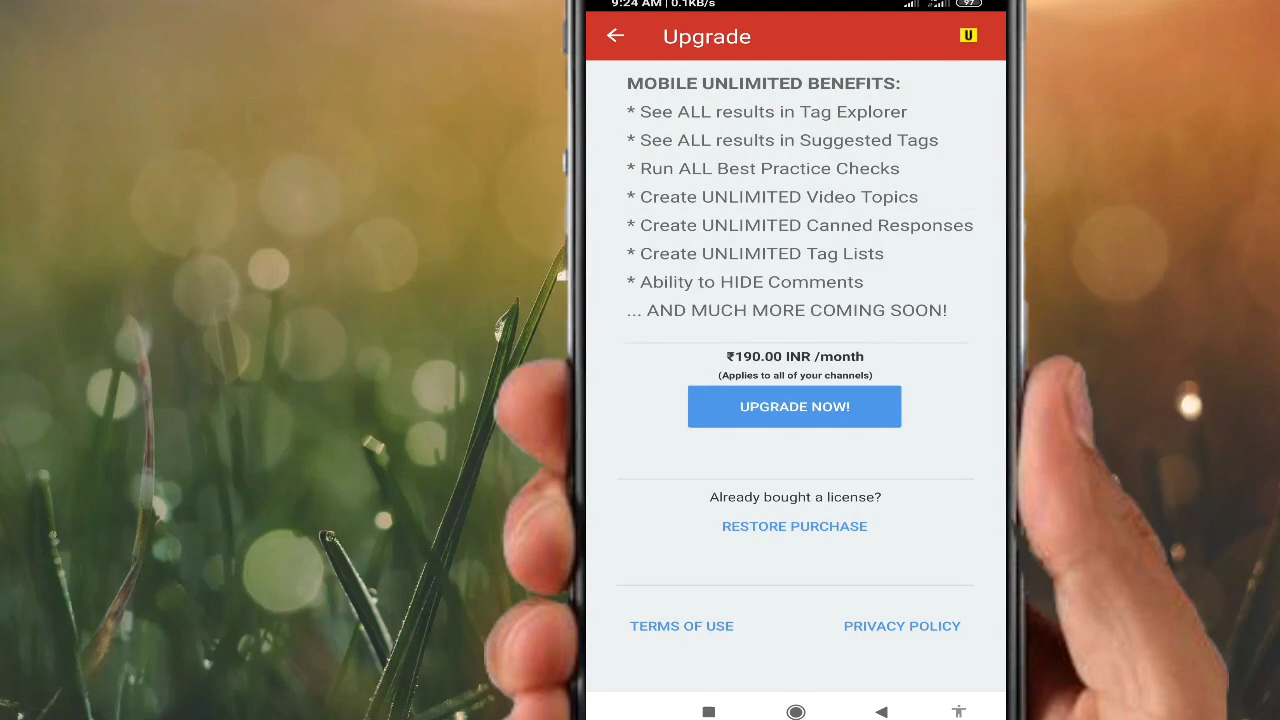 9:24 AM | 0.1KB/s
97
Upgrade
U
MOBILE UNLIMITED BENEFITS:
* See ALL results in Tag Explorer
* See ALL results in Suggested Tags
* Run ALL Best Practice Checks
* Create UNLIMITED Video Topics
* Create UNLIMITED Canned Responses
* Create UNLIMITED Tag Lists
* Ability to HIDE Comments
... AND MUCH MORE COMING SOON!
₹190.00 INR /month
(Applies to all of your channels)
UPGRADE NOW!
Already bought a license?
RESTORE PURCHASE
TERMS OF USE
PRIVACY POLICY